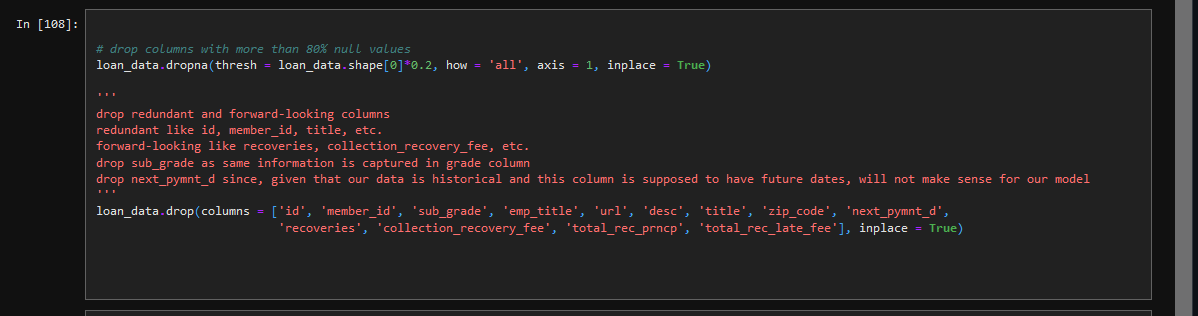 In [108]:
# drop columns with more than 80% null values
loan_data.dropna(thresh = loan_data.shape[0]*0.2, how = 'all', axis = 1, inplace = True)
'''
drop redundant and forward-looking columns
redundant like id, member_id, title, etc.
forward-looking like recoveries, collection_recovery_fee, etc.
drop sub_grade as same information is captured in grade column
drop next_pymnt_d since, given that our data is historical and this column is supposed to have future dates, will not make sense for our model
'''
loan_data.drop(columns = ['id', 'member_id', 'sub_grade', 'emp_title', 'url', 'desc', 'title', 'zip_code', 'next_pymnt_d',
'recoveries', 'collection_recovery_fee', 'total_rec_prncp', 'total_rec_late_fee'], inplace = True)